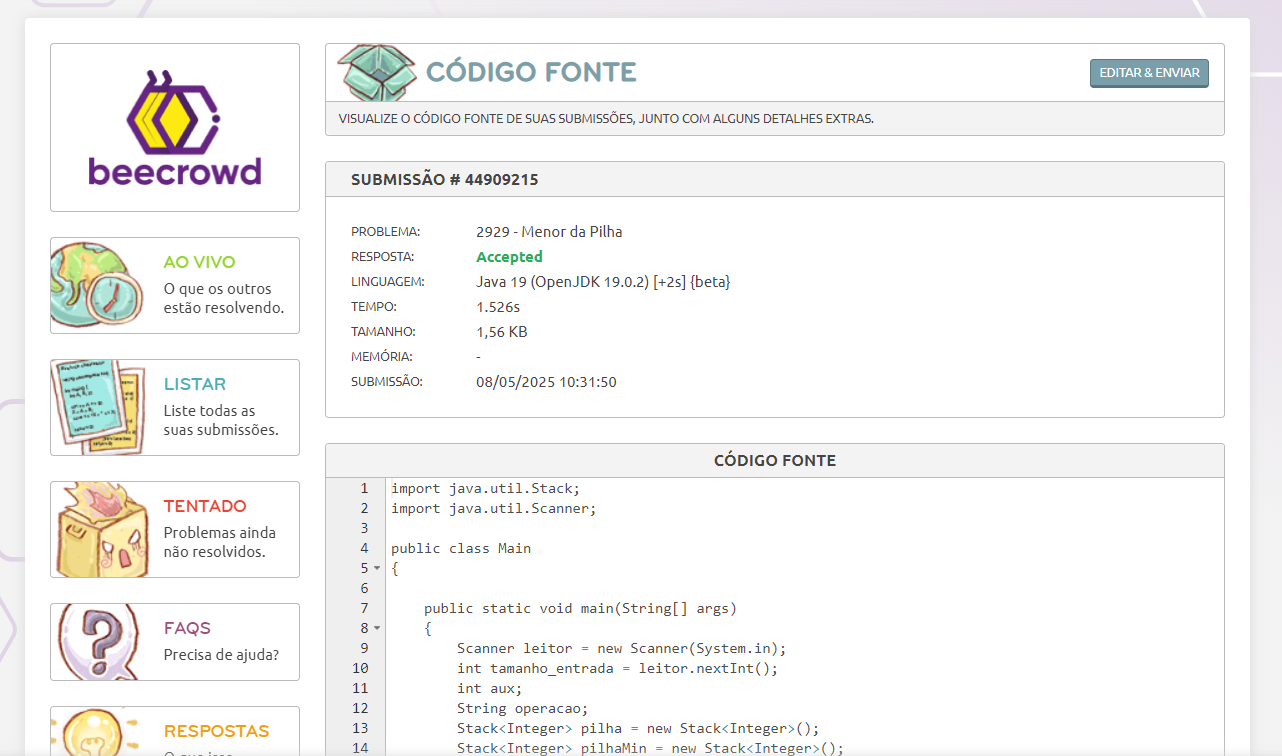 beecrowd
AO VIVO
O que os outros
estão resolvendo.
LISTAR
Liste todas as
suas submissões.
TENTADO
Problemas ainda
não resolvidos.
FAQS
Precisa de ajuda?
RESPOSTAS
CÓDIGO FONTE
EDITAR & ENVIAR
VISUALIZE O CÓDIGO FONTE DE SUAS SUBMISSÕES, JUNTO COM ALGUNS DETALHES EXTRAS.
SUBMISSÃO # 44909215
PROBLEMA: 2929 - Menor da Pilha
RESPOSTA: Accepted
LINGUAGEM: Java 19 (OpenJDK 19.0.2) [+2s] {beta}
TEMPO: 1.526s
TAMANHO: 1,56 KB
MEMÓRIA: -
SUBMISSÃO: 08/05/2025 10:31:50
CÓDIGO FONTE
1 import java.util.Stack;
2 import java.util.Scanner;
3
4 public class Main
5 {
6
7 public static void main(String[] args)
8 {
9 Scanner leitor = new Scanner(System.in);
10 int tamanho_entrada = leitor.nextInt();
11 int aux;
12 String operacao;
13 Stack<Integer> pilha = new Stack<Integer>();
14 Stack<Integer> pilhaMin = new Stack<Integer>();